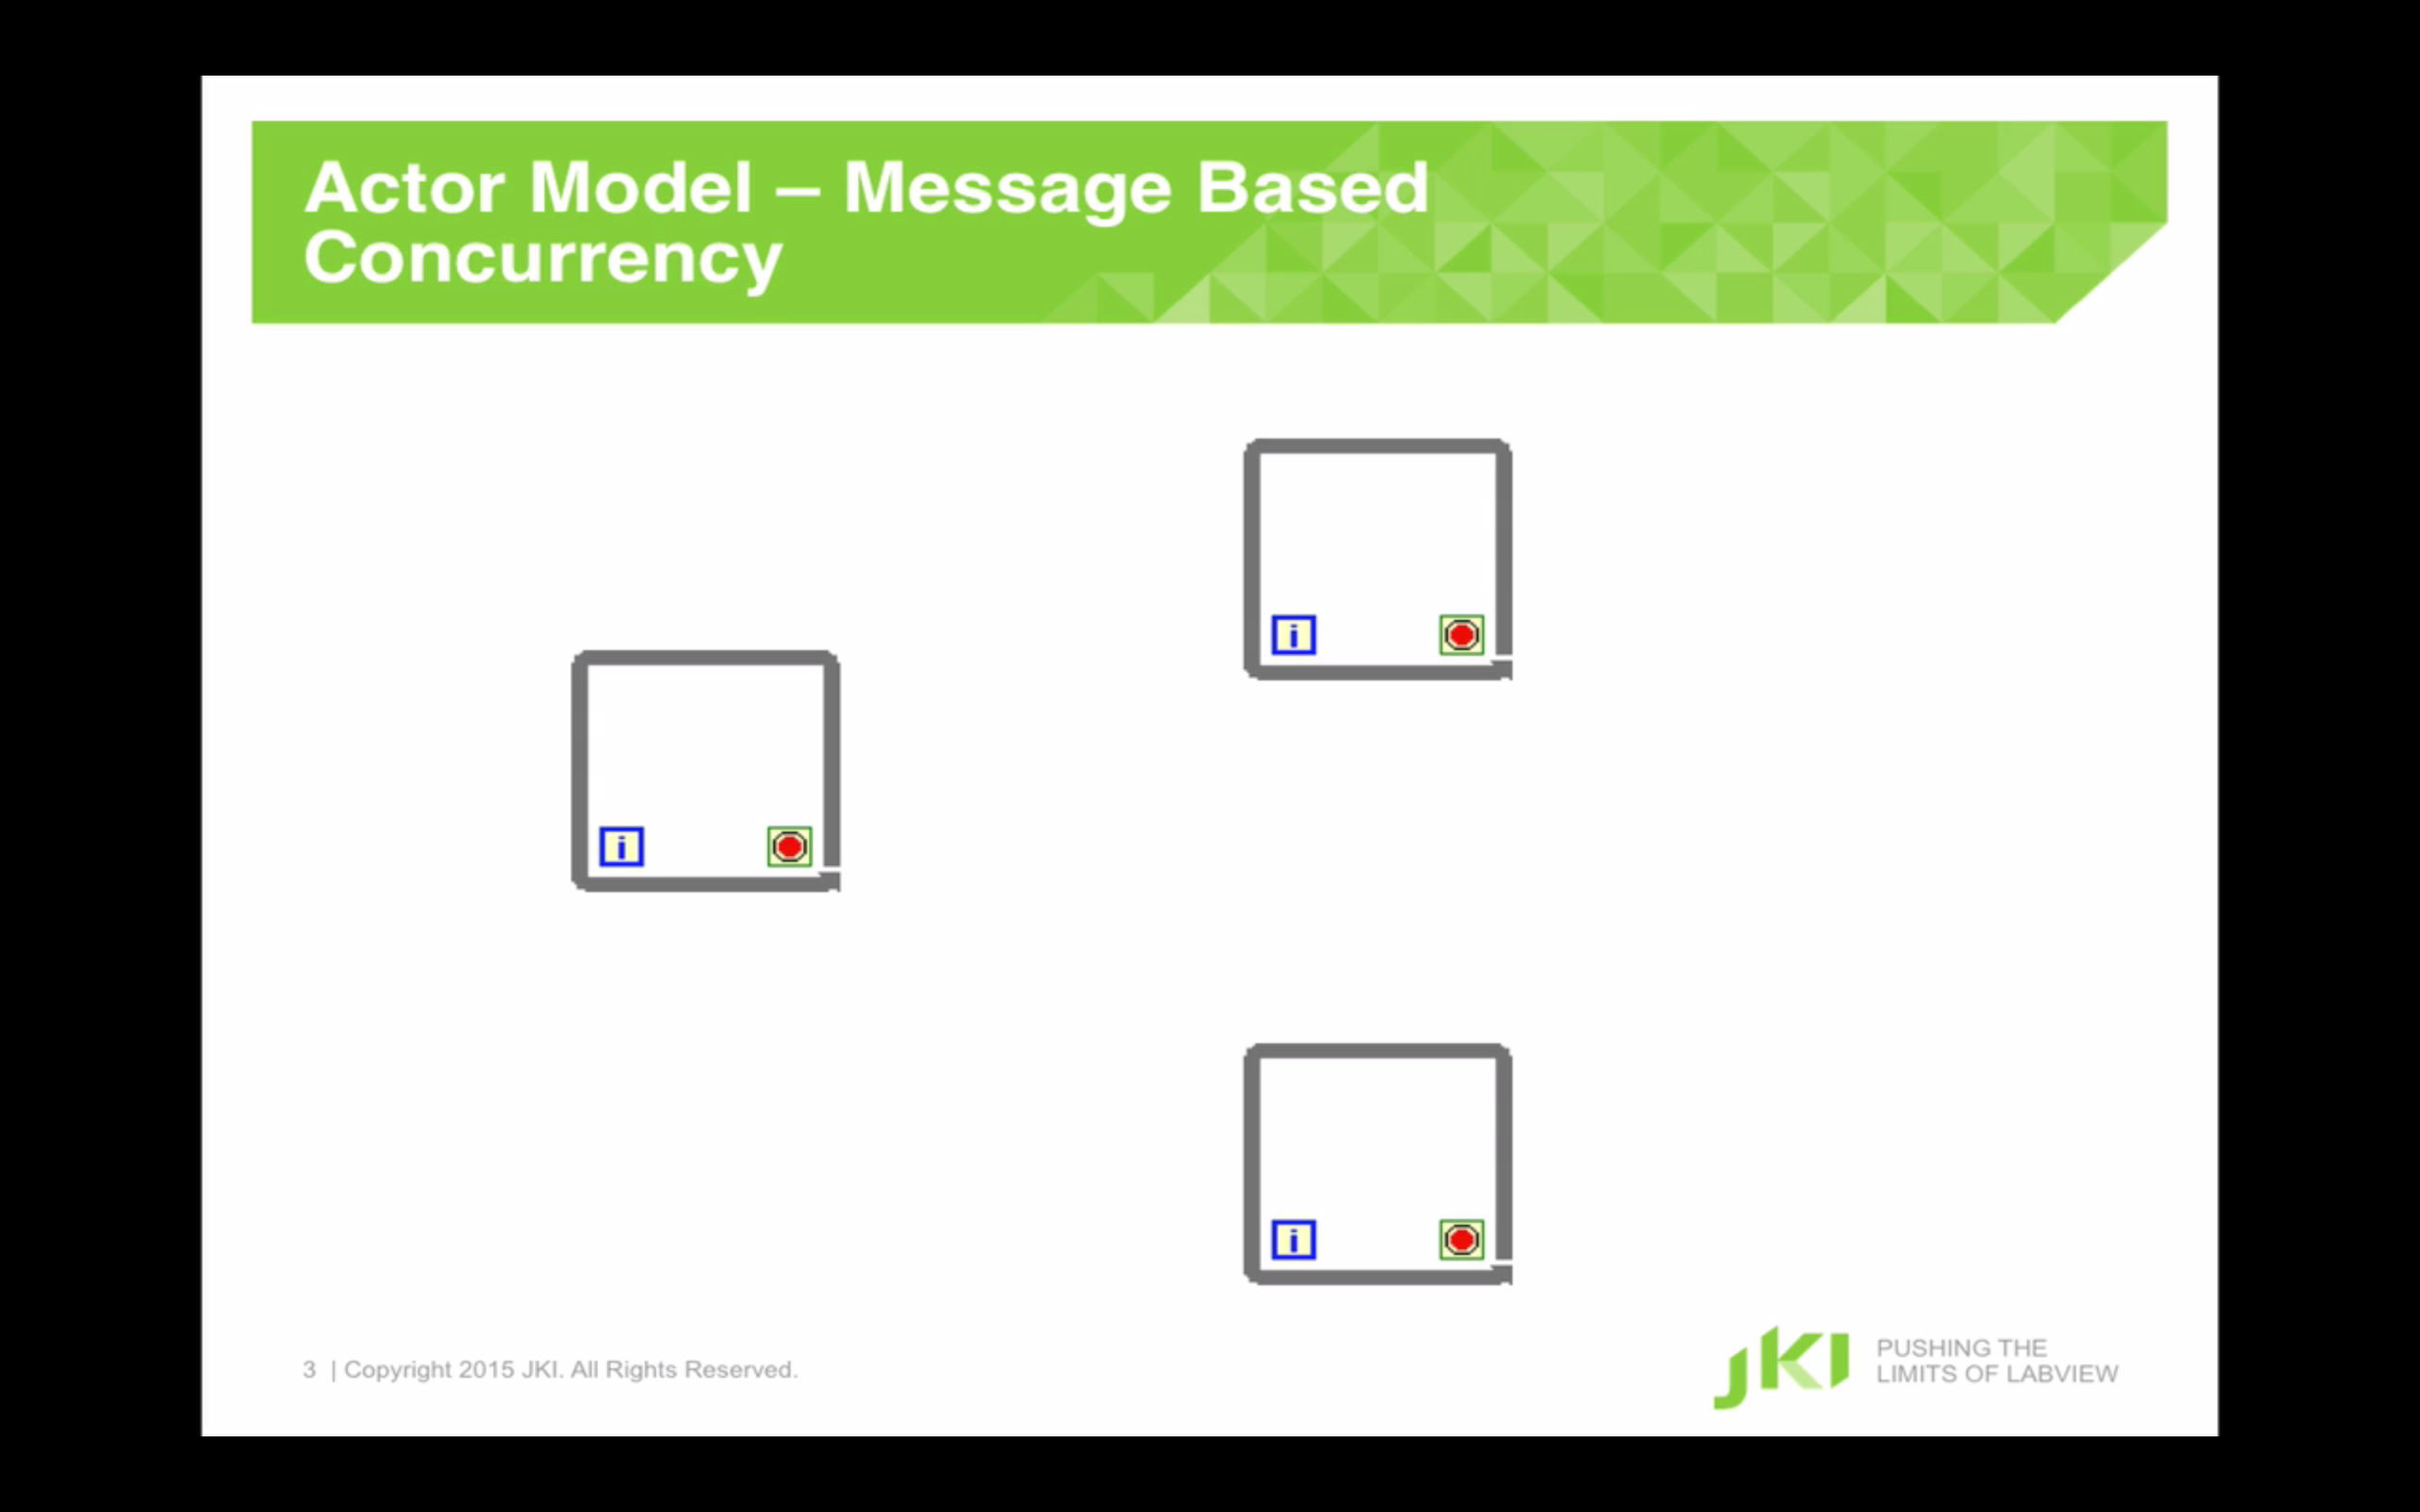 Actor Model – Message Based
Concurrency
i
i
i
3 | Copyright 2015 JKI. All Rights Reserved.
JKI
PUSHING THE
LIMITS OF LABVIEW